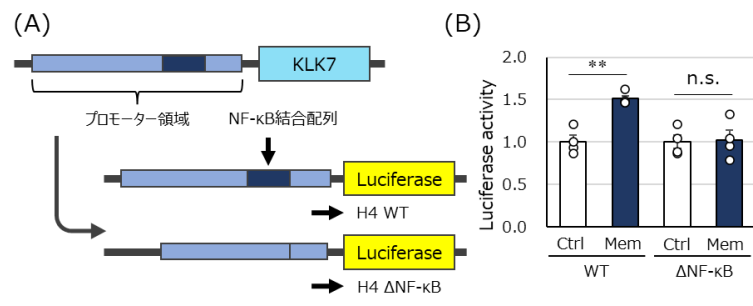 (A)
KLK7
プロモーター領域
NF-κB結合配列
Luciferase
H4 WT
Luciferase
H4 ΔNF-κB
(B)
Luciferase activity
2.0
1.5
1.0
0.5
0.0
**
n.s.
Ctrl Mem Ctrl Mem
WT ΔNF-κB